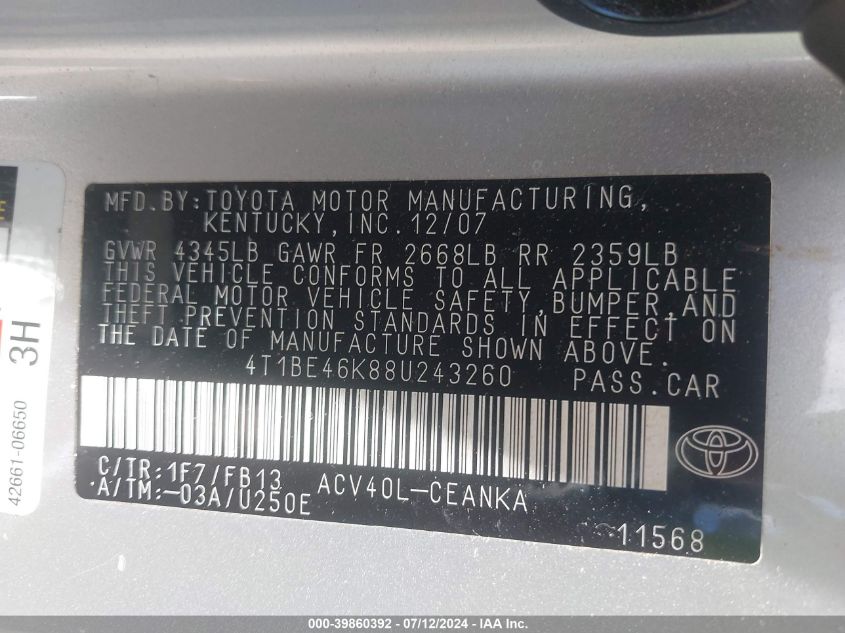 MFD.BY:TOYOTA MOTOR MANUFACTURING,
KENTUCKY,INC.12/07
GVWR 4345LB GAWR FR 2668LB RR 2359LB
THIS VEHICLE CONFORMS TO ALL APPLICABLE
FEDERAL MOTOR VEHICLE SAFETY,BUMPER,AND
THEFT PREVENTION STANDARDS IN EFFECT ON
THE DATE OF MANUFACTURE SHOWN ABOVE.
4T1BE46K88U243260 PASS.CAR
C/TR:1F7/FB13
A/TM:-03A/U250E
ACV40L-CEANKA
11568
42661-06650
3H
000-39860392 - 07/12/2024 - IAA Inc.